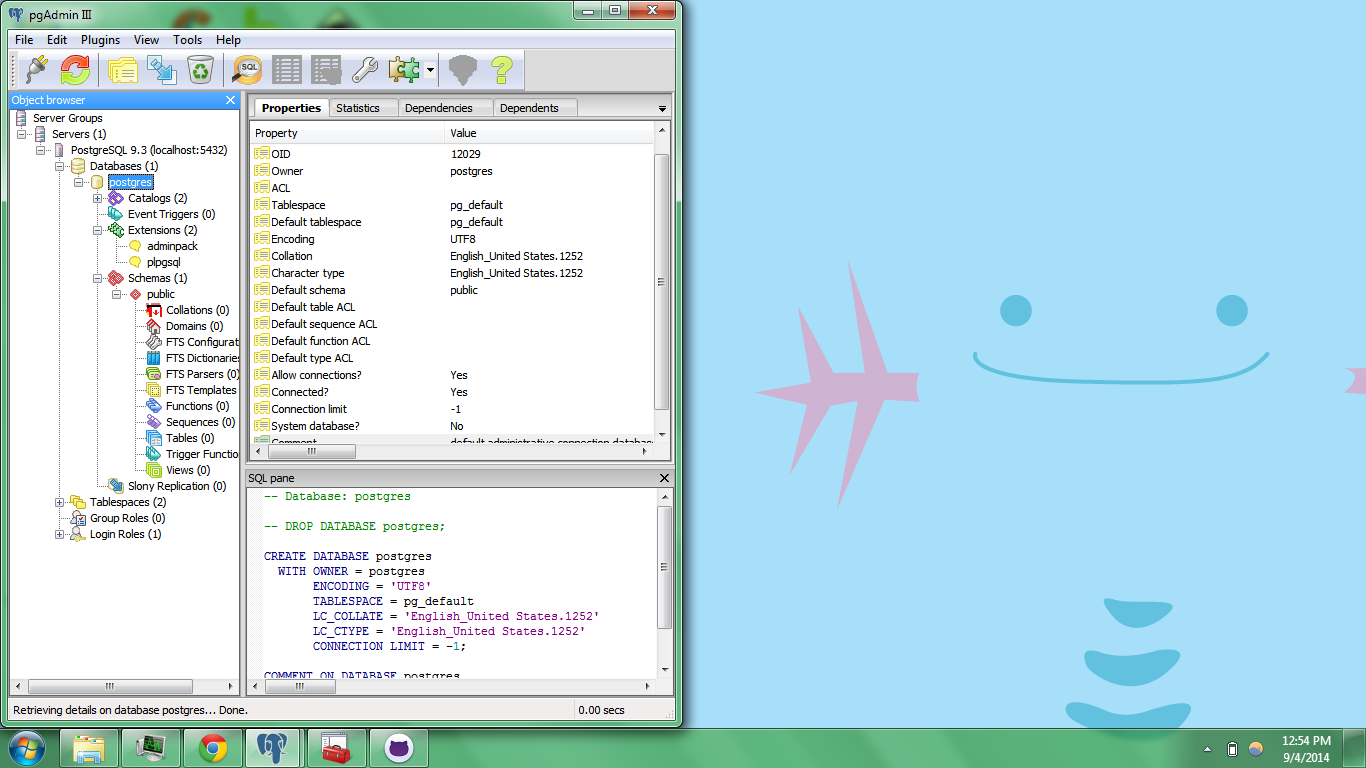 pgAdmin III
File Edit Plugins View Tools Help
SQL
Object browser
Server Groups
Servers (1)
PostgreSQL 9.3 (localhost:5432)
Databases (1)
postgres
Catalogs (2)
Event Triggers (0)
Extensions (2)
adminpack
plpgsql
Schemas (1)
public
Collations (0)
Domains (0)
FTS Configurat
FTS Dictionaries
FTS Parsers (0)
FTS Templates
Functions (0)
Sequences (0)
Tables (0)
Trigger Functio
Views (0)
Slony Replication (0)
Tablespaces (2)
Group Roles (0)
Login Roles (1)
Properties Statistics Dependencies Dependents
Property Value
OID 12029
Owner postgres
ACL
Tablespace pg_default
Default tablespace pg_default
Encoding UTF8
Collation English_United States.1252
Character type English_United States.1252
Default schema public
Default table ACL
Default sequence ACL
Default function ACL
Default type ACL
Allow connections? Yes
Connected? Yes
Connection limit -1
System database? No
Comment default administrative connection database
SQL pane
-- Database: postgres
-- DROP DATABASE postgres;
CREATE DATABASE postgres
WITH OWNER = postgres
ENCODING = 'UTF8'
TABLESPACE = pg_default
LC_COLLATE = 'English_United States.1252'
LC_CTYPE = 'English_United States.1252'
CONNECTION LIMIT = -1;
COMMENT ON DATABASE postgres
Retrieving details on database postgres... Done. 0.00 secs
12:54 PM
9/4/2014